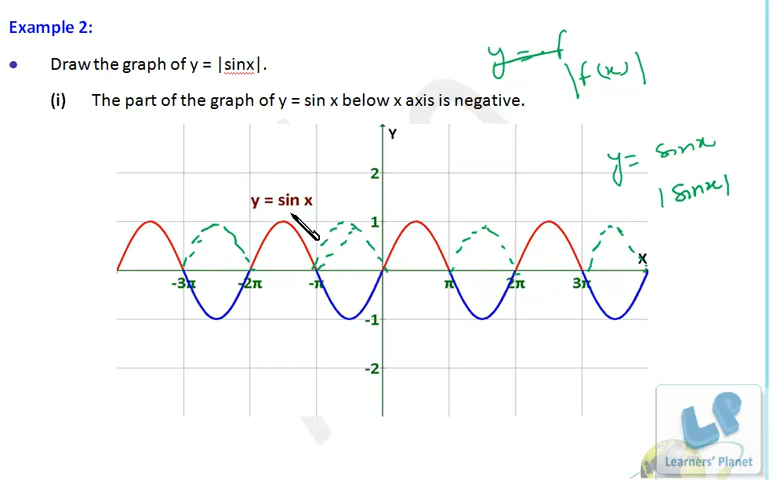 Example 2:
y = f
|f(x)|
Draw the graph of y = |sinx|.
(i) The part of the graph of y = sin x below x axis is negative.
Y
y = sinx
|sinx|
2
y = sin x
1
X
-3π -2π -π π 2π 3π
-1
-2
LP
Learners' Planet